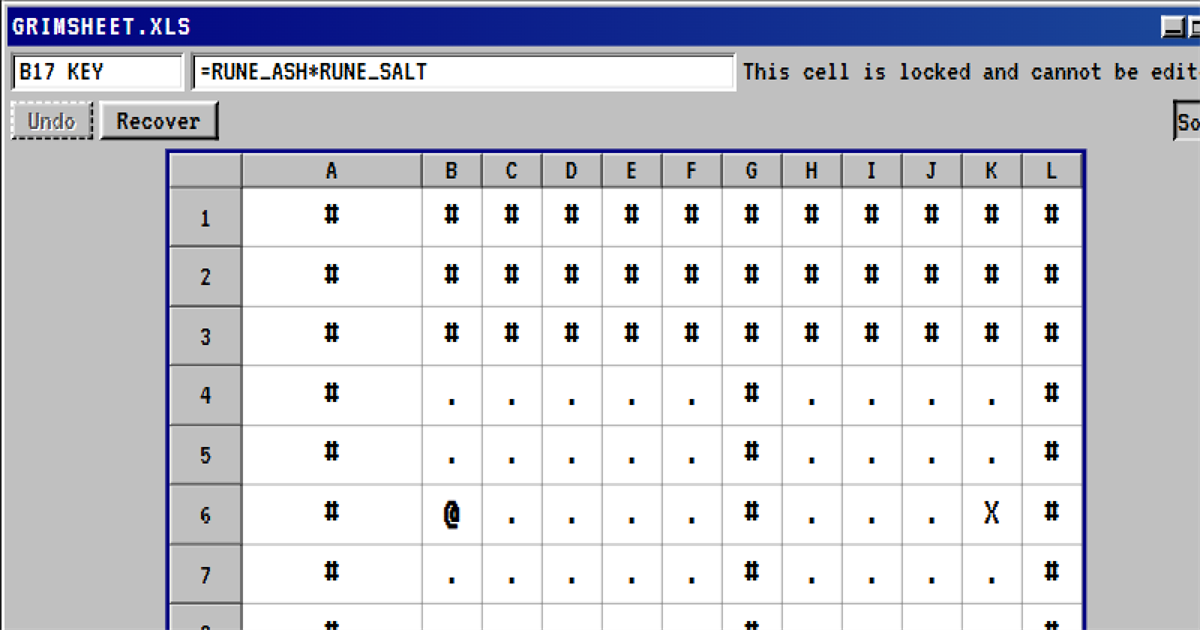 GRIMSHEET.XLS
B17 KEY =RUNE_ASH*RUNE_SALT This cell is locked and cannot be edit
Undo Recover So
A B C D E F G H I J K L
1 # # # # # # # # # # # #
2 # # # # # # # # # # # #
3 # # # # # # # # # # # #
4 # . . . . . # . . . . #
5 # . . . . . # . . . . #
6 # @ . . . . # . . . X #
7 # . . . . . # . . . . #